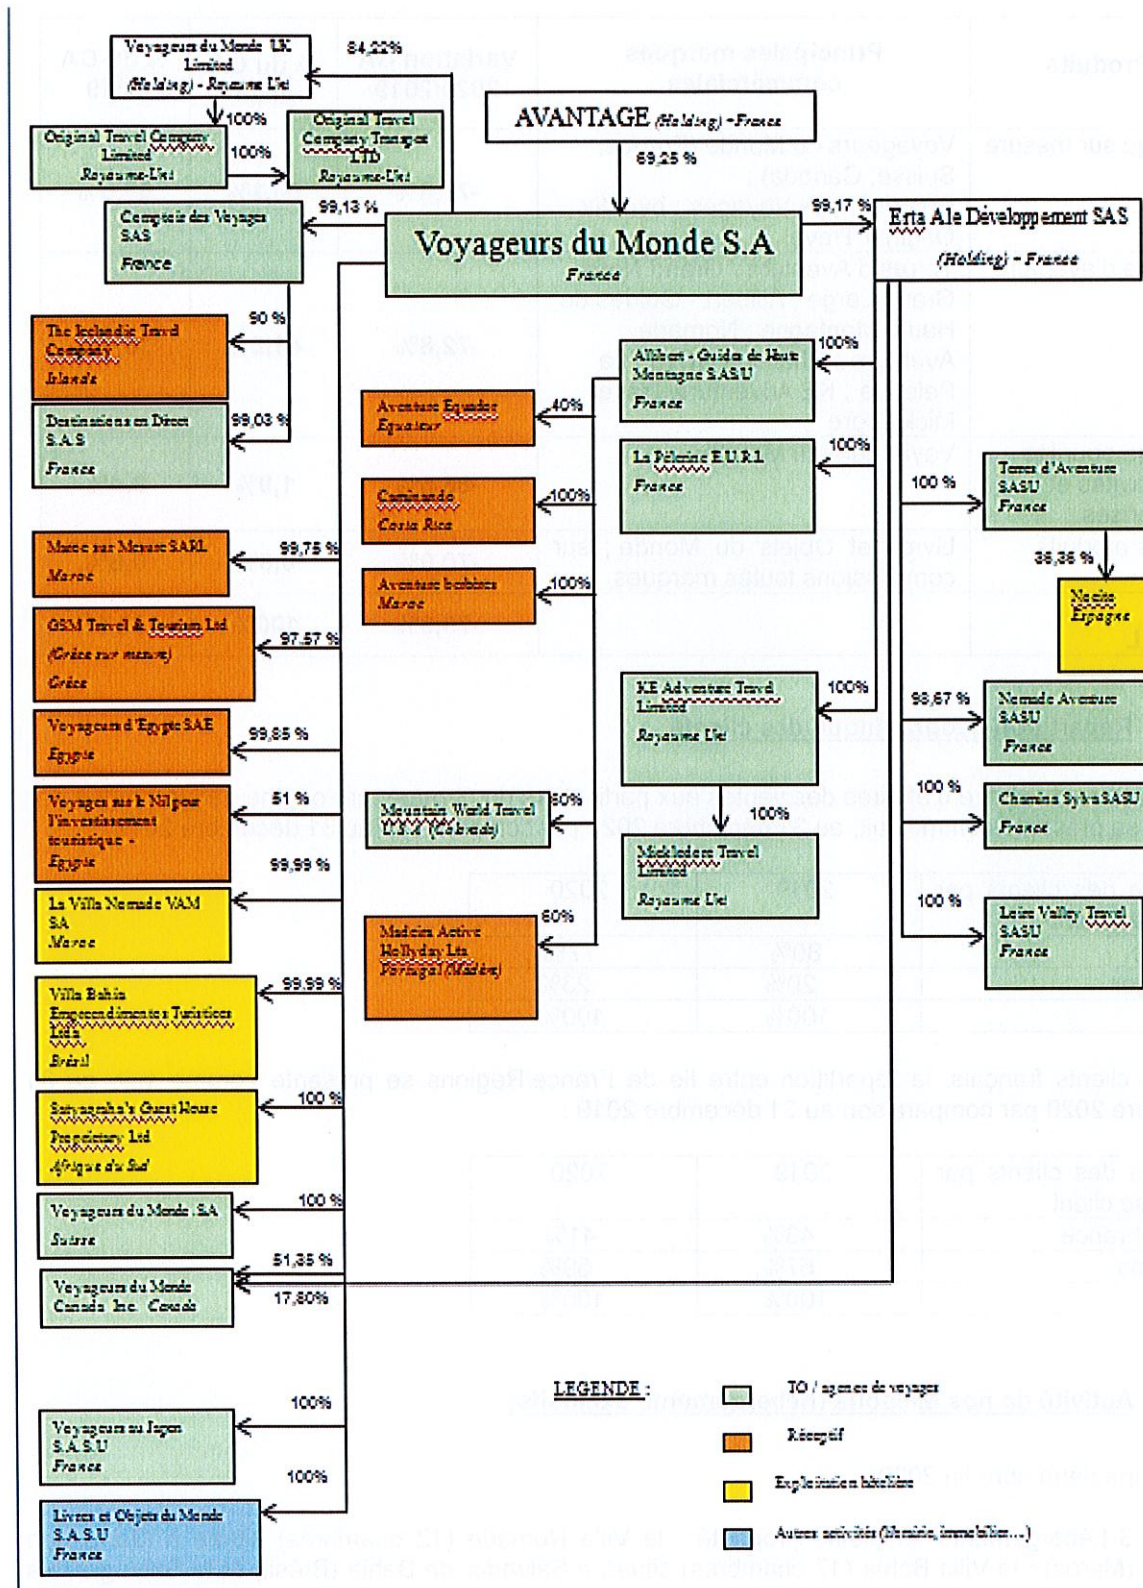 Voyageurs du Monde UK
Limited
(Holding) - Royaume Uni
84,22%
AVANTAGE (Holding) - France
69,25 %
100%
Original Travel Company
Limited
Royaume-Uni
100%
Original Travel
Company Transport
LTD
Royaume-Uni
99,13 %
Comptoir des Voyages
SAS
France
Voyageurs du Monde S.A
France
99,17 %
Erta Ale Développement SAS
(Holding) - France
90 %
The Icelandic Travel
Company
Islande
99,03 %
Destinations en Direct
S.A.S
France
100%
Allibert - Guides de Haute
Montagne S.A.S.U
France
40%
Aventure Equador
Equateur
100%
La Pèlerine E.U.R.L
France
100 %
Terres d'Aventure
SASU
France
100%
Caminando
Costa Rica
36,36 %
Nocito
Espagne
99,75 %
Maroc sur Mesure SARL
Maroc
100%
Aventure berbères
Maroc
97.57 %
GSM Travel & Tourism Ltd
(Grèce sur mesure)
Grèce
100%
KE Adventure Travel
Limited
Royaume Uni
98,67 %
Nomade Aventure
SASU
France
99,85 %
Voyageurs d'Egypte SAE
Egypte
51 %
Voyages sur le Nil pour
l'investissement
touristique -
Egypte
Mountain World Travel
U.S.A (Colorado)
100 %
Chamina Sylva SASU
France
100%
Mickledore Travel
Limited
Royaume Uni
99,99 %
La Villa Nomade VAM
SA
Maroc
60%
Madeira Active
Hollyday Lta
Portugal (Madère)
100 %
Loire Valley Travel
SASU
France
99.99 %
Villa Bahia
Empreendimentos Turisticos
Ltda
Brésil
100 %
Satyagraha's Guest House
Proprietary Ltd
Afrique du Sud
100 %
Voyageurs du Monde .SA
Suisse
51,35 %
17,80%
Voyageurs du Monde
Canada Inc. Canada
100%
Voyageurs au Japon
S.A.S.U
France
100%
Livres et Objets du Monde
S.A.S.U
France
LEGENDE :
TO / agence de voyages
Réceptif
Exploitation hôtelière
Autres activités (librairie, immobilier…)